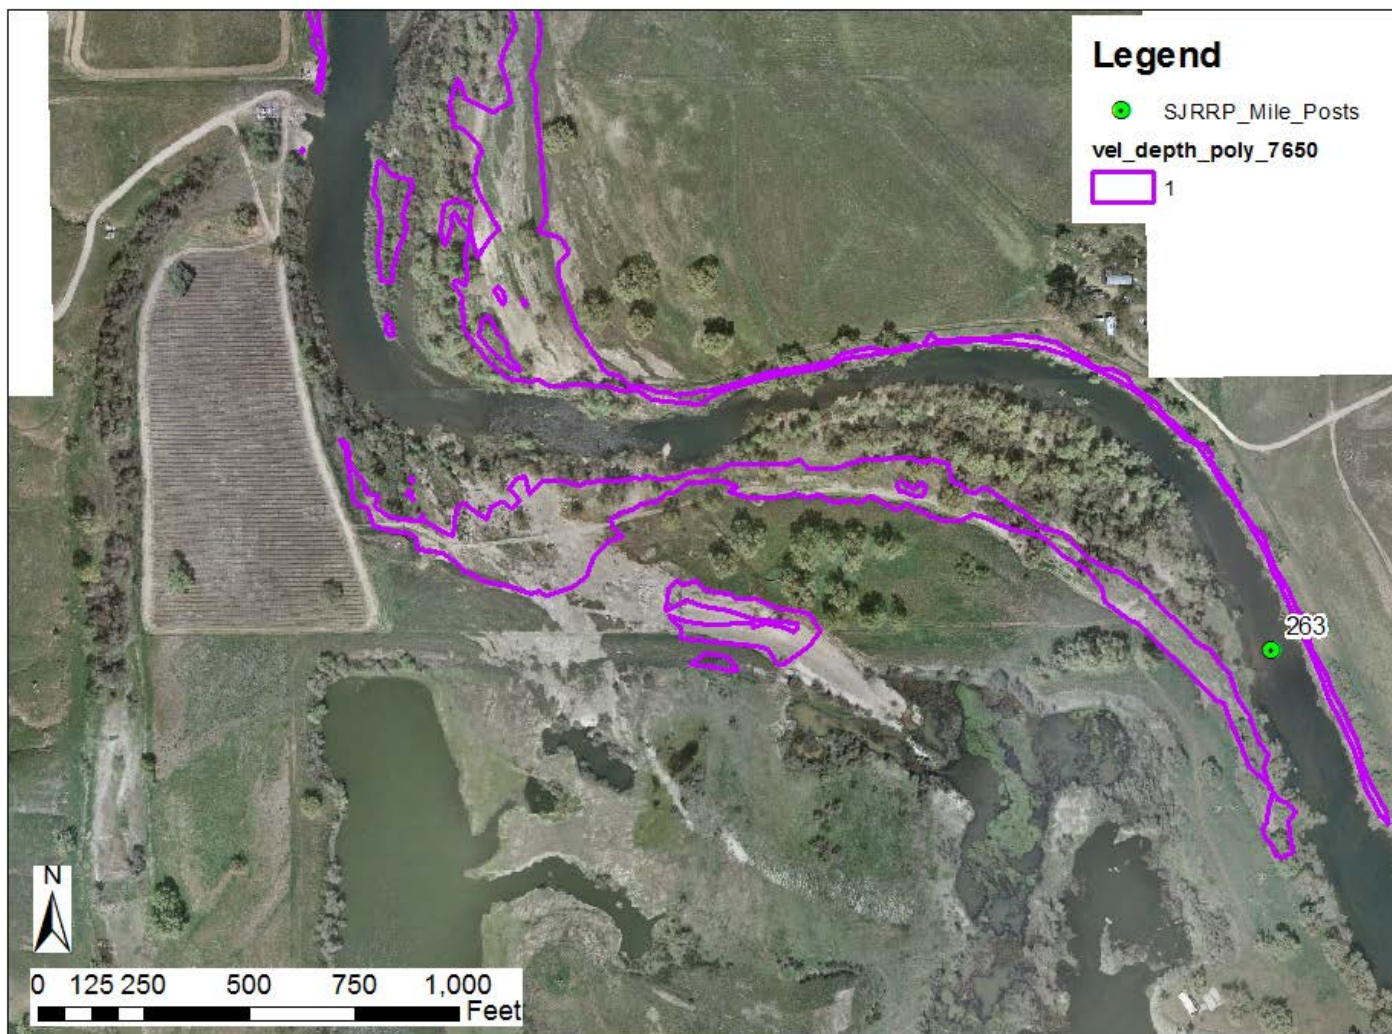 Legend
SJRRP_Mile_Posts
vel_depth_poly_7650
1
263
N
0 125 250 500 750 1,000
Feet